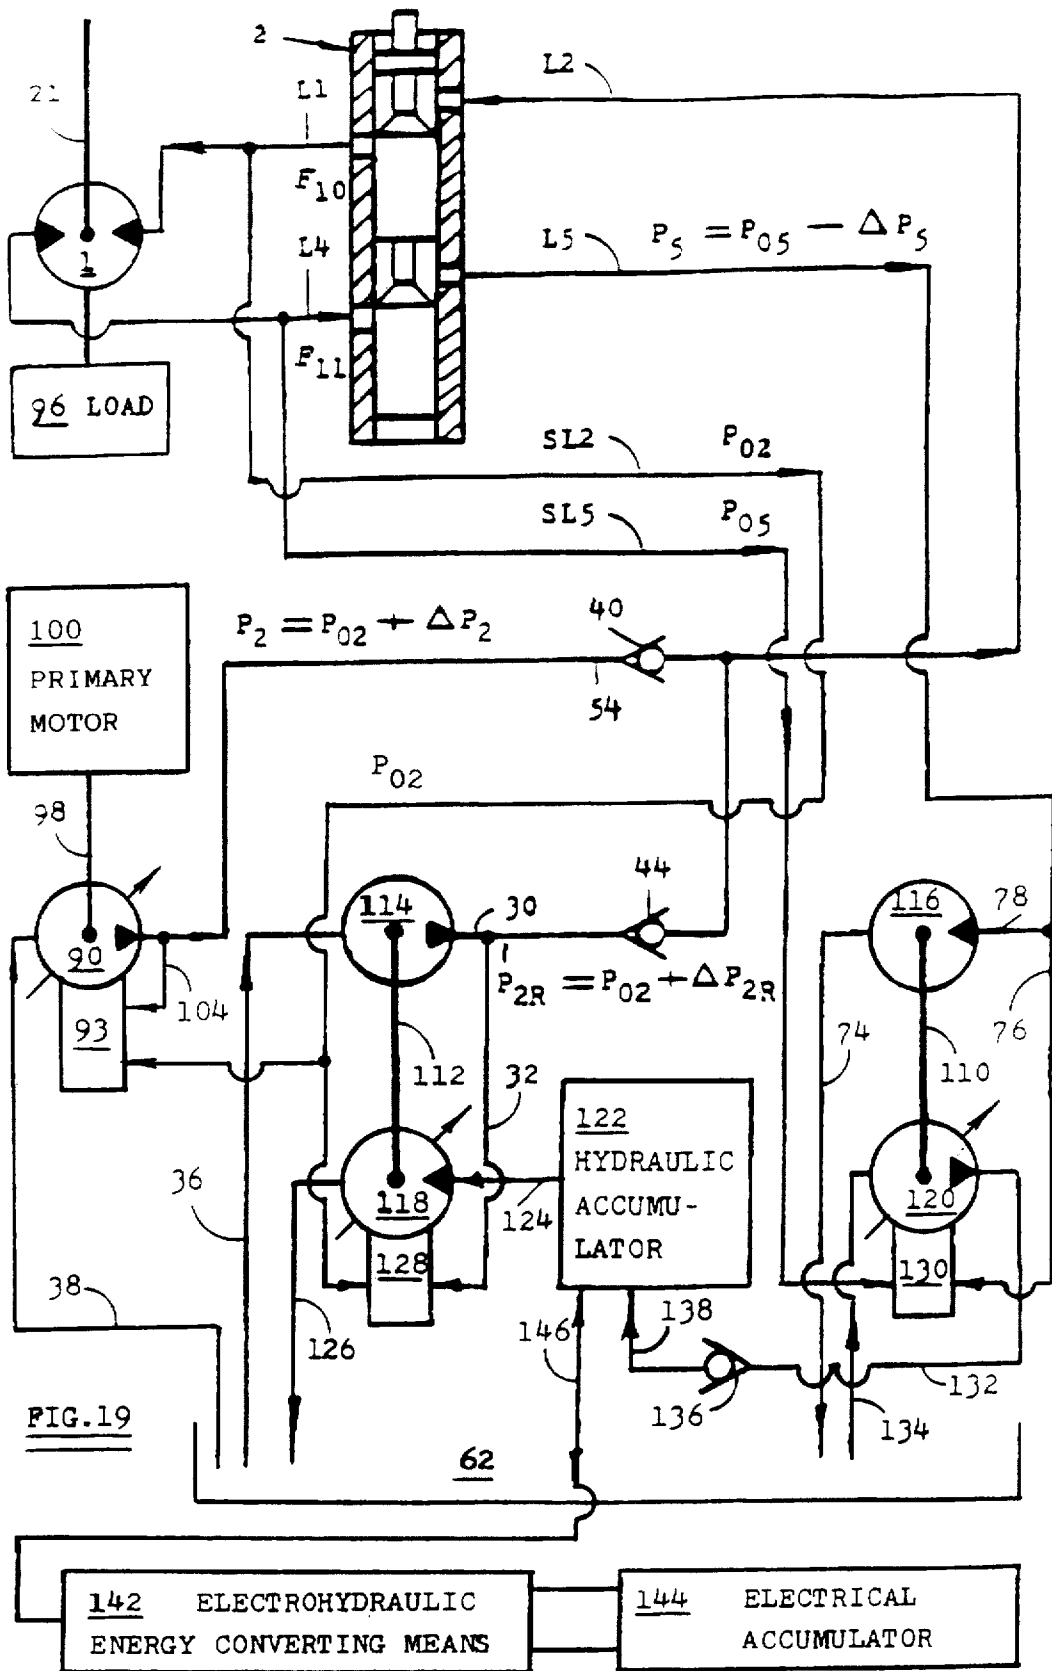 2
L2
21
L1
F10
L5
P5 = P05 − ΔP5
1
L4
F11
96 LOAD
SL2
P02
SL5
P05
100
PRIMARY
MOTOR
P2 = P02 + ΔP2
40
54
P02
98
44
114
30
116
78
90
P2R = P02 + ΔP2R
104
93
74
76
112
32
110
122
HYDRAULIC
ACCUMU-
LATOR
36
118
124
120
128
130
38
126
146
138
136
132
134
FIG.19
62
142 ELECTROHYDRAULIC
ENERGY CONVERTING MEANS
144 ELECTRICAL
ACCUMULATOR